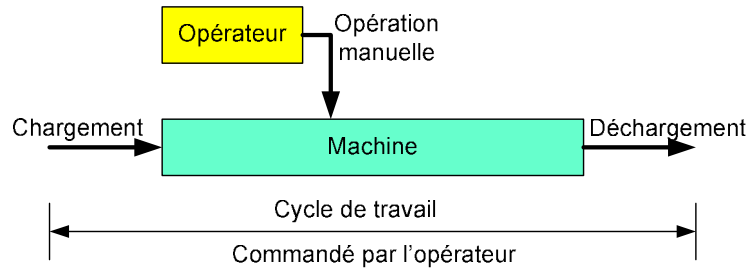 Opérateur
Opération
manuelle
Chargement
Machine
Déchargement
Cycle de travail
Commandé par l'opérateur